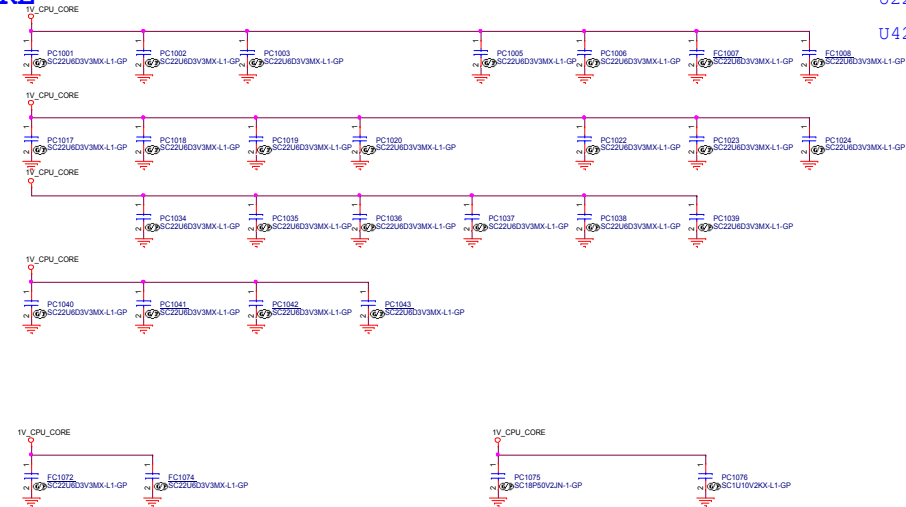 1V_CPU_CORE
U42
PC1001
SC22U6D3V3MX-L1-GP
PC1002
SC22U6D3V3MX-L1-GP
PC1003
SC22U6D3V3MX-L1-GP
PC1005
SC22U6D3V3MX-L1-GP
PC1006
SC22U6D3V3MX-L1-GP
FC1007
SC22U6D3V3MX-L1-GP
FC1008
SC22U6D3V3MX-L1-GP
1V_CPU_CORE
PC1017
SC22U6D3V3MX-L1-GP
PC1018
SC22U6D3V3MX-L1-GP
PC1019
SC22U6D3V3MX-L1-GP
PC1020
SC22U6D3V3MX-L1-GP
PC1022
SC22U6D3V3MX-L1-GP
PC1023
SC22U6D3V3MX-L1-GP
PC1024
SC22U6D3V3MX-L1-GP
1V_CPU_CORE
PC1034
SC22U6D3V3MX-L1-GP
PC1035
SC22U6D3V3MX-L1-GP
PC1036
SC22U6D3V3MX-L1-GP
PC1037
SC22U6D3V3MX-L1-GP
PC1038
SC22U6D3V3MX-L1-GP
PC1039
SC22U6D3V3MX-L1-GP
1V_CPU_CORE
PC1040
SC22U6D3V3MX-L1-GP
PC1041
SC22U6D3V3MX-L1-GP
PC1042
SC22U6D3V3MX-L1-GP
PC1043
SC22U6D3V3MX-L1-GP
1V_CPU_CORE
FC1072
SC22U6D3V3MX-L1-GP
FC1074
SC22U6D3V3MX-L1-GP
1V_CPU_CORE
PC1075
SC18P50V2JN-1-GP
PC1076
SC1U10V2KX-L1-GP